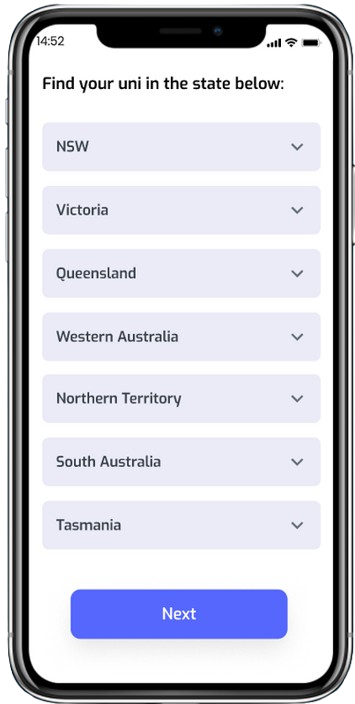 14:52
Find your uni in the state below:
NSW
Victoria
Queensland
Western Australia
Northern Territory
South Australia
Tasmania
Next